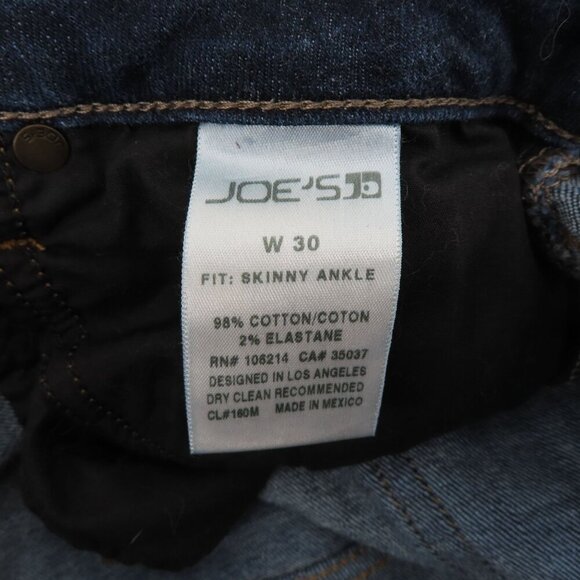 JOE'S
W 30
FIT: SKINNY ANKLE
98% COTTON/COTON
2% ELASTANE
RN# 106214 CA# 35037
DESIGNED IN LOS ANGELES
DRY CLEAN RECOMMENDED
CL#160M MADE IN MEXICO